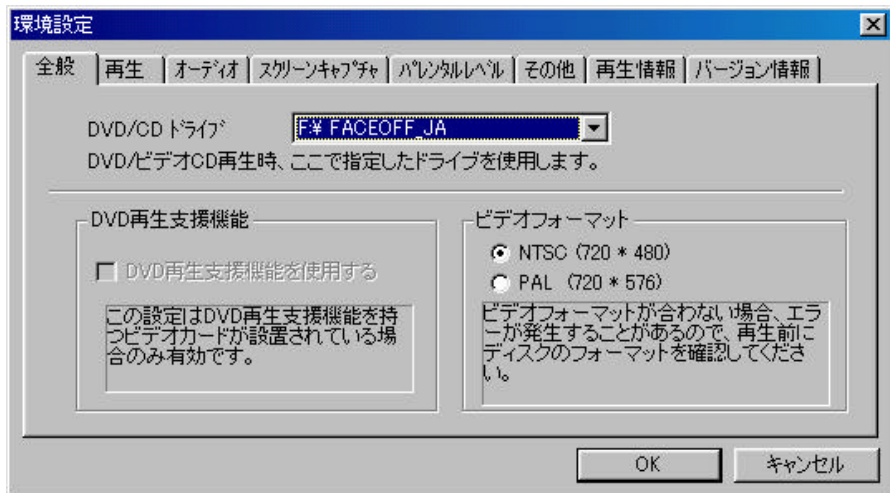 環境設定
全般 再生 オーディオ スクリーンキャプチャ パレンタルレベル その他 再生情報 バージョン情報
DVD/CD ドライブ F:¥ FACEOFF_JA
DVD/ビデオCD再生時、ここで指定したドライブを使用します。
DVD再生支援機能
DVD再生支援機能を使用する
この設定はDVD再生支援機能を持
つビデオカードが設置されている場
合のみ有効です。
ビデオフォーマット
NTSC (720 * 480)
PAL (720 * 576)
ビデオフォーマットが合わない場合、エラ
ーが発生することがあるので、再生前に
ディスクのフォーマットを確認してくださ
い。
OK キャンセル